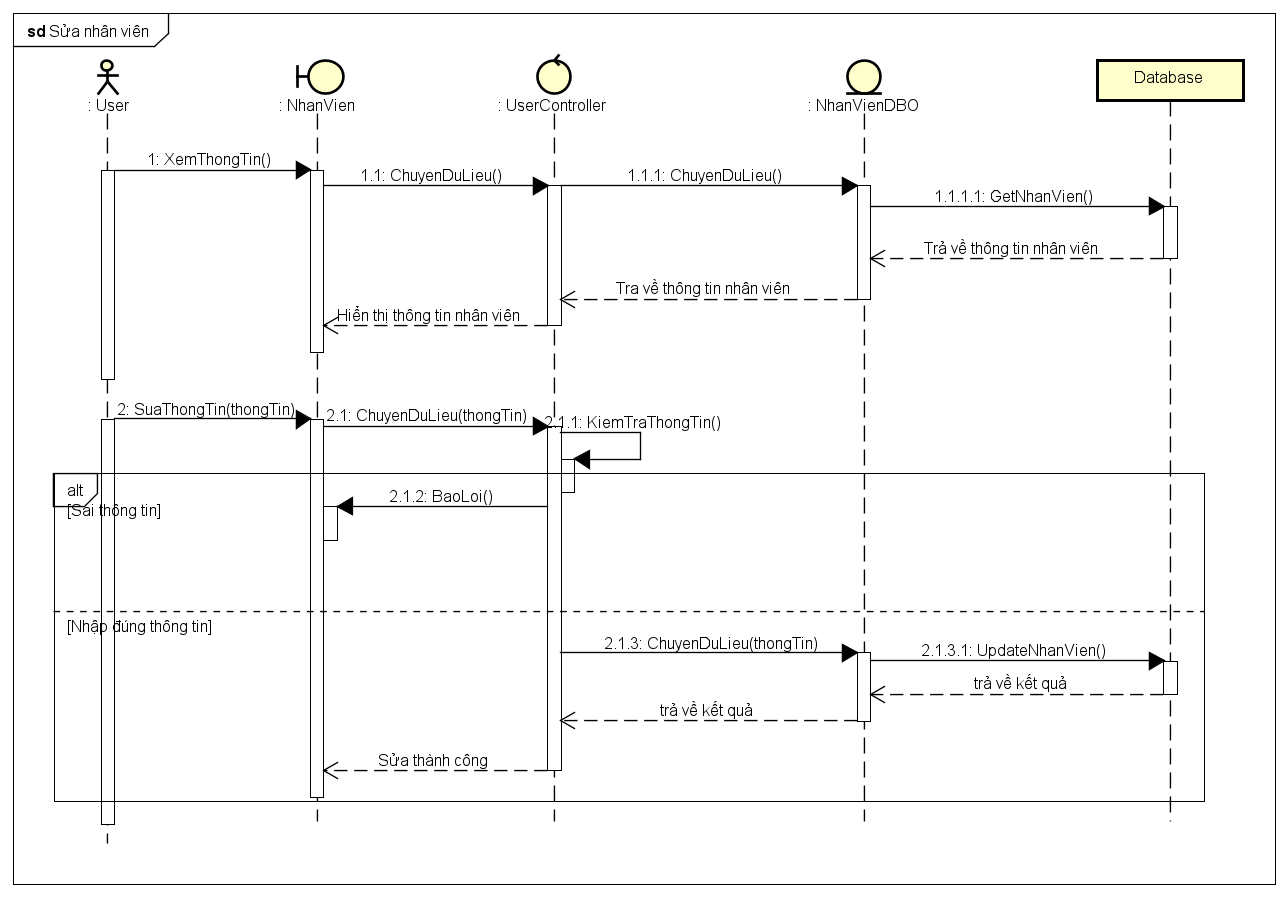 sd Sửa nhân viên
: User
: NhanVien
: UserController
: NhanVienDBO
Database
1: XemThongTin()
1.1: ChuyenDuLieu()
1.1.1: ChuyenDuLieu()
1.1.1.1: GetNhanVien()
Trả về thông tin nhân viên
Tra về thông tin nhân viên
Hiển thị thông tin nhân viên
2: SuaThongTin(thongTin)
2.1: ChuyenDuLieu(thongTin)
2.1.1: KiemTraThongTin()
alt
[Sai thông tin]
2.1.2: BaoLoi()
[Nhập đúng thông tin]
2.1.3: ChuyenDuLieu(thongTin)
2.1.3.1: UpdateNhanVien()
trả về kết quả
trả về kết quả
Sửa thành công